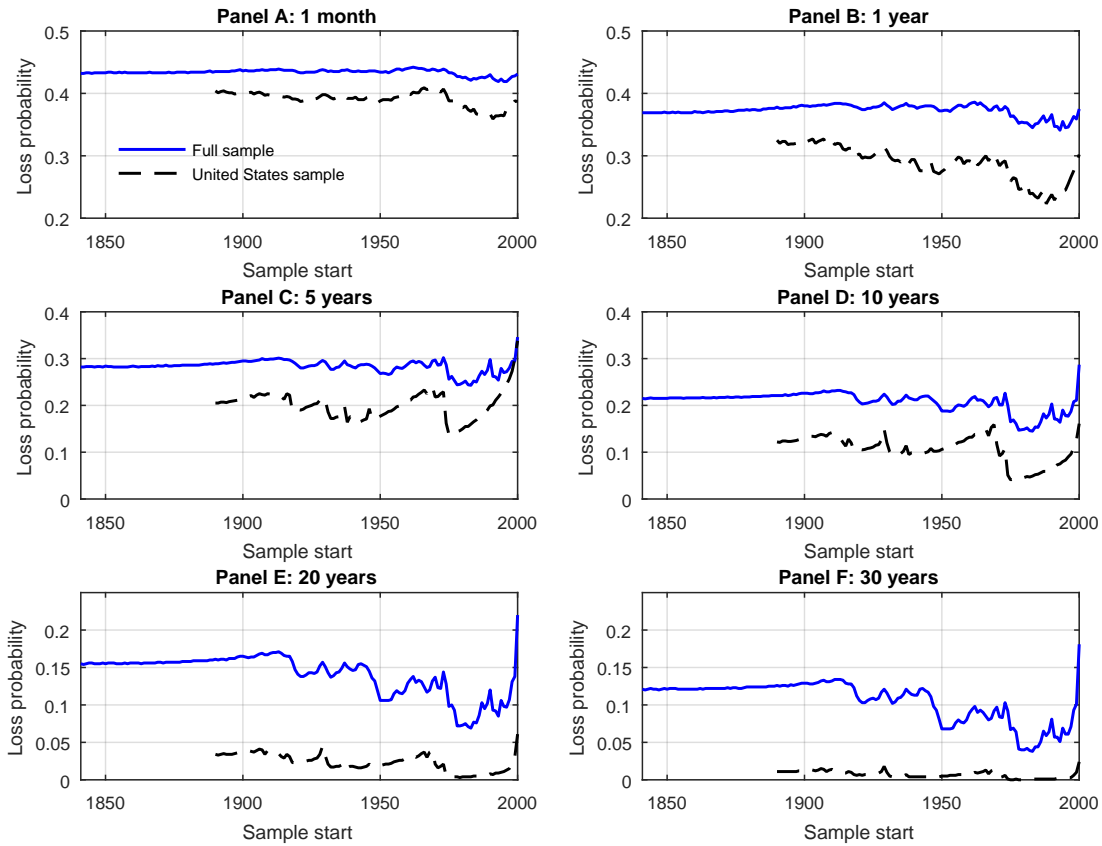 Panel A: 1 month
Loss probability
0.5
0.4
0.3
0.2
Full sample
United States sample
1850
1900
1950
2000
Sample start
Panel B: 1 year
Loss probability
0.5
0.4
0.3
0.2
1850
1900
1950
2000
Sample start
Panel C: 5 years
Loss probability
0.4
0.3
0.2
0.1
0
1850
1900
1950
2000
Sample start
Panel D: 10 years
Loss probability
0.4
0.3
0.2
0.1
0
1850
1900
1950
2000
Sample start
Panel E: 20 years
Loss probability
0.2
0.15
0.1
0.05
0
1850
1900
1950
2000
Sample start
Panel F: 30 years
Loss probability
0.2
0.15
0.1
0.05
0
1850
1900
1950
2000
Sample start